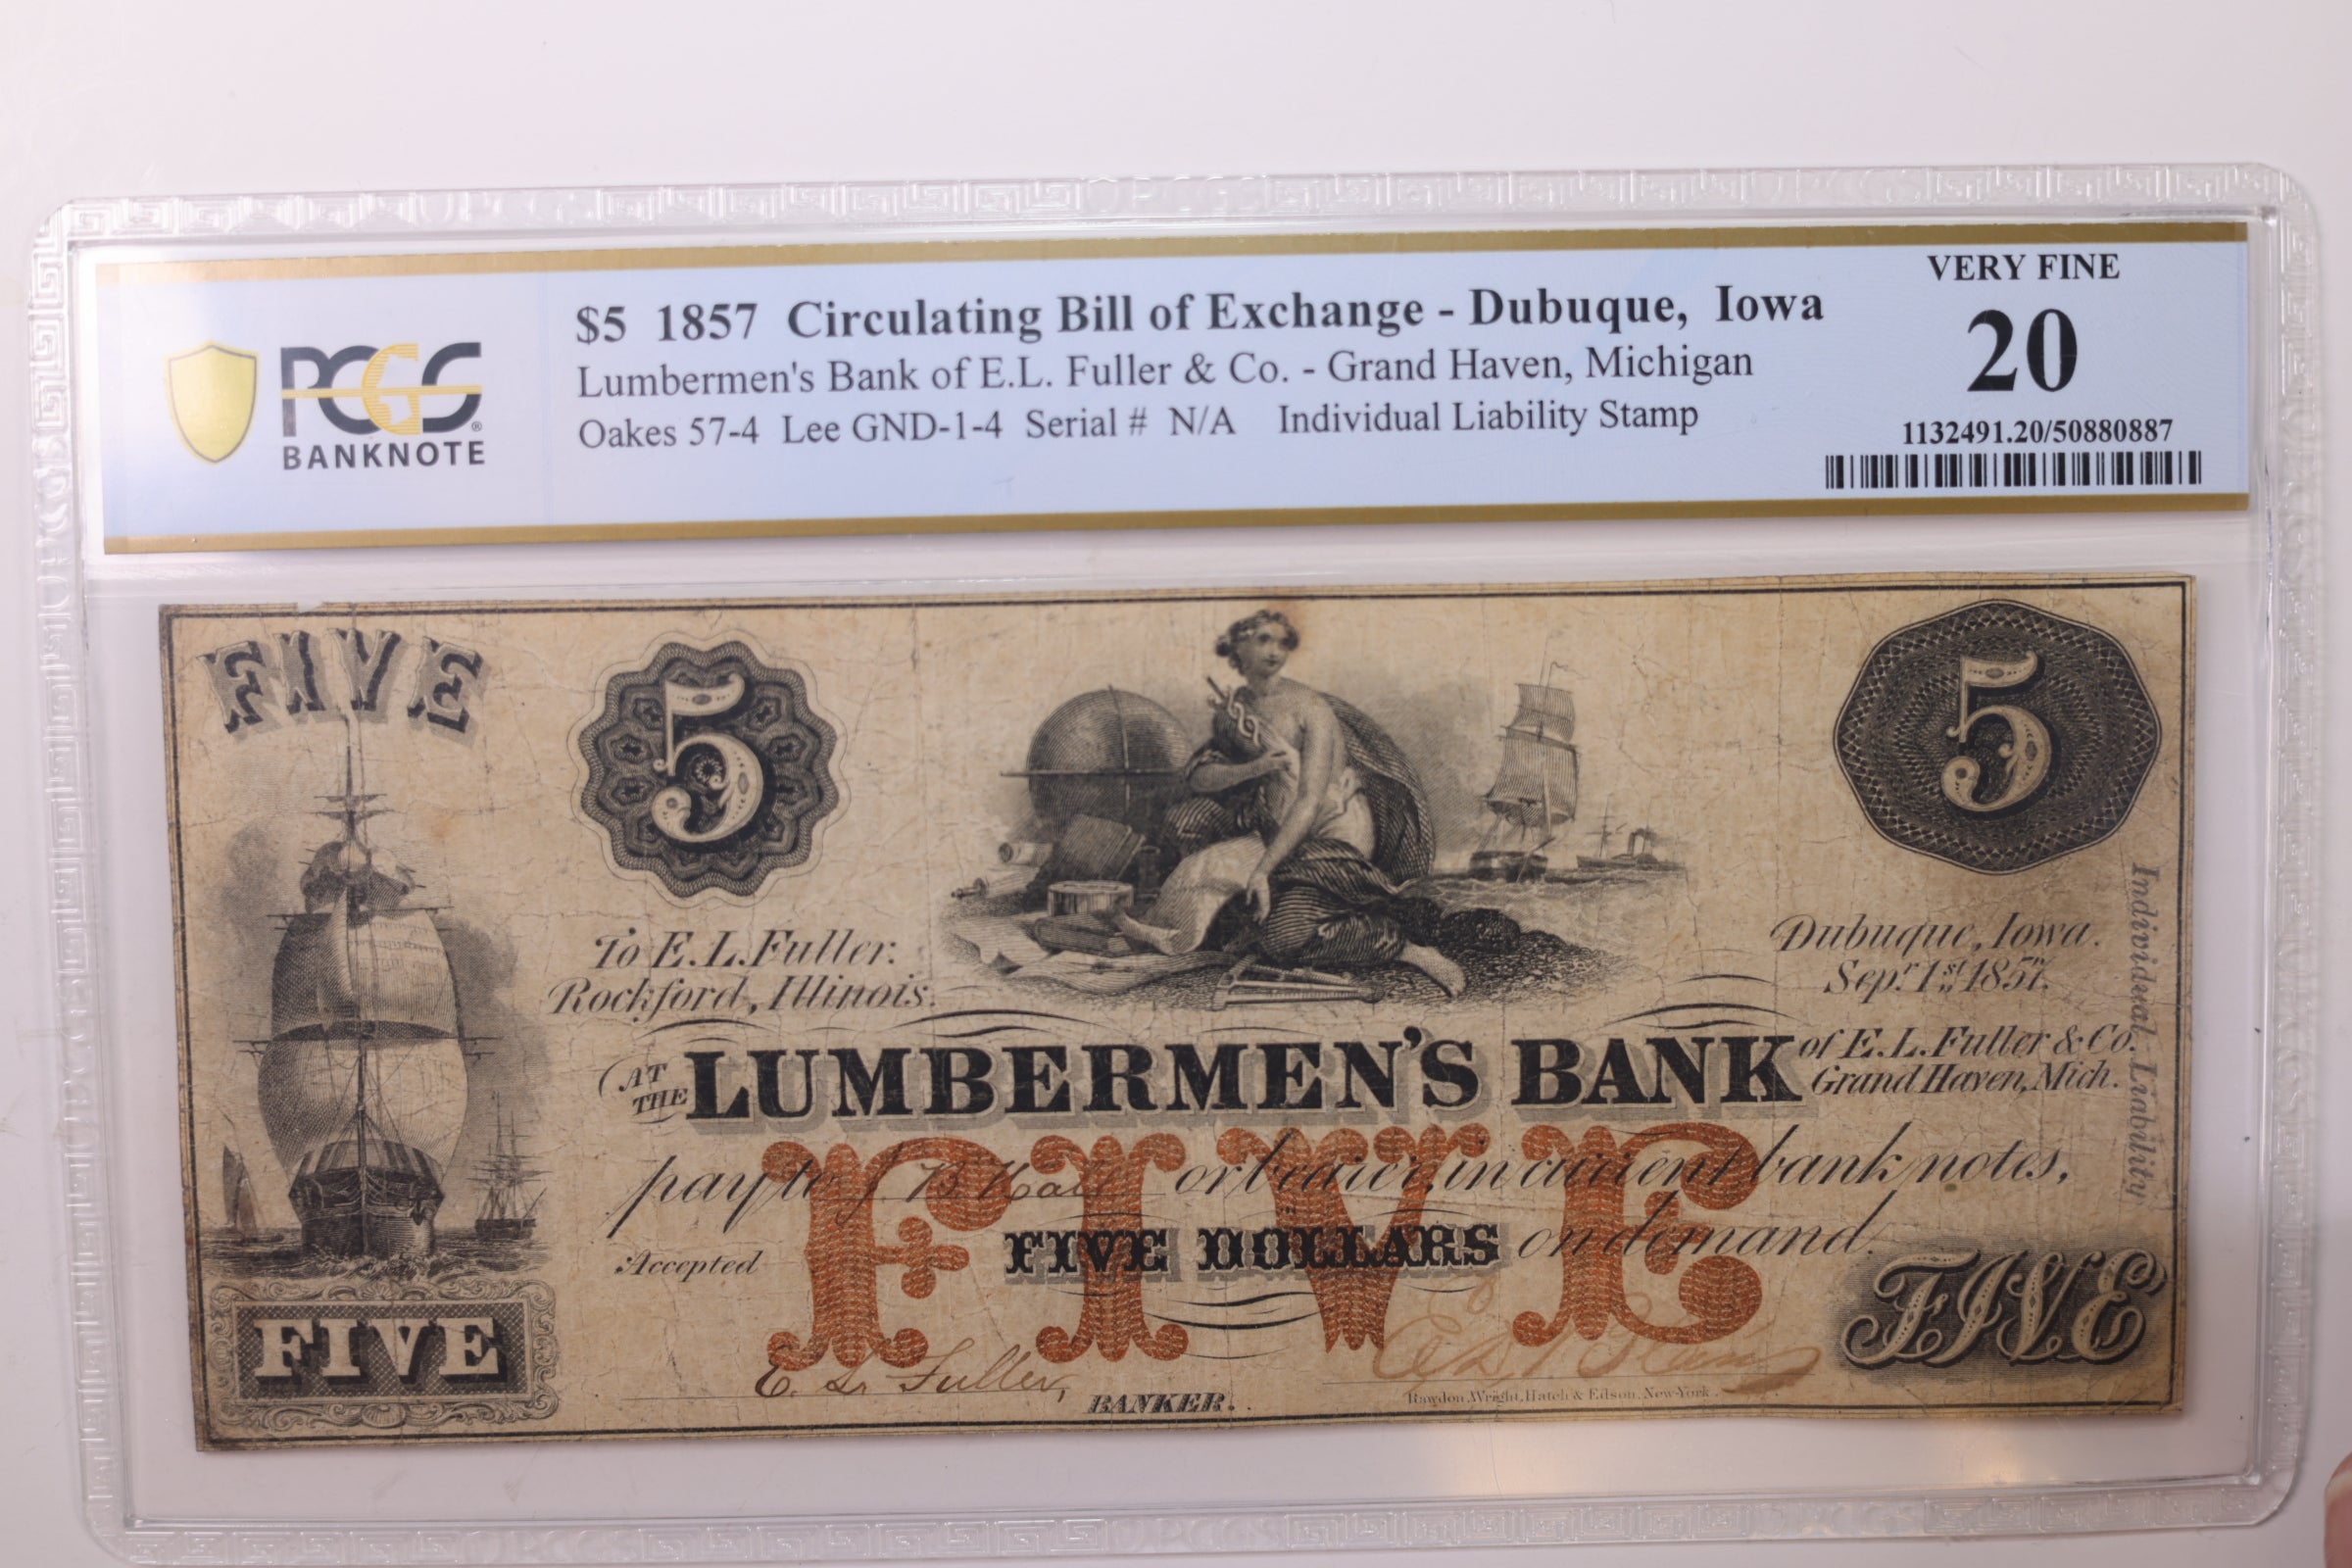 PCGS
BANKNOTE
$5 1857 Circulating Bill of Exchange - Dubuque, Iowa
Lumbermen's Bank of E.L. Fuller & Co. - Grand Haven, Michigan
Oakes 57-4 Lee GND-1-4 Serial # N/A Individual Liability Stamp
VERY FINE
20
1132491.20/50880887
FIVE
5
5
To E.L. Fuller.
Rockford, Illinois.
Dubuque, Iowa.
Sepr. 1st 1857.
AT THE LUMBERMEN'S BANK of E.L. Fuller & Co.
Grand Haven, Mich.
Individual Liability
FIVE
pay to J. B. Hall or bearer, in current bank notes,
Accepted FIVE DOLLARS on demand.
FIVE
FIVE
E. L. Fuller, BANKER.
Rawdon, Wright, Hatch & Edson, New-York.